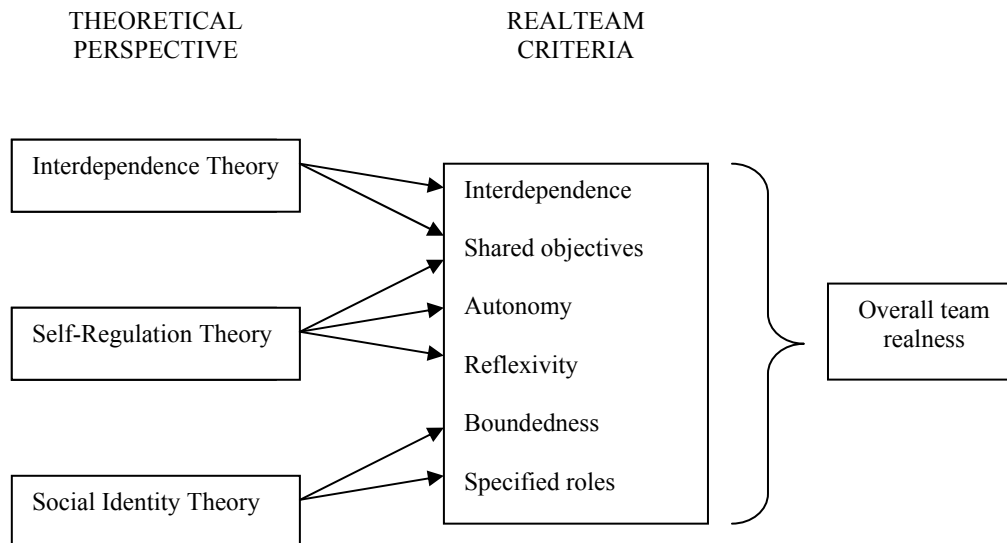 THEORETICAL
PERSPECTIVE
REALTEAM
CRITERIA
Interdependence Theory
Self-Regulation Theory
Social Identity Theory
Interdependence
Shared objectives
Autonomy
Reflexivity
Boundedness
Specified roles
Overall team
realness